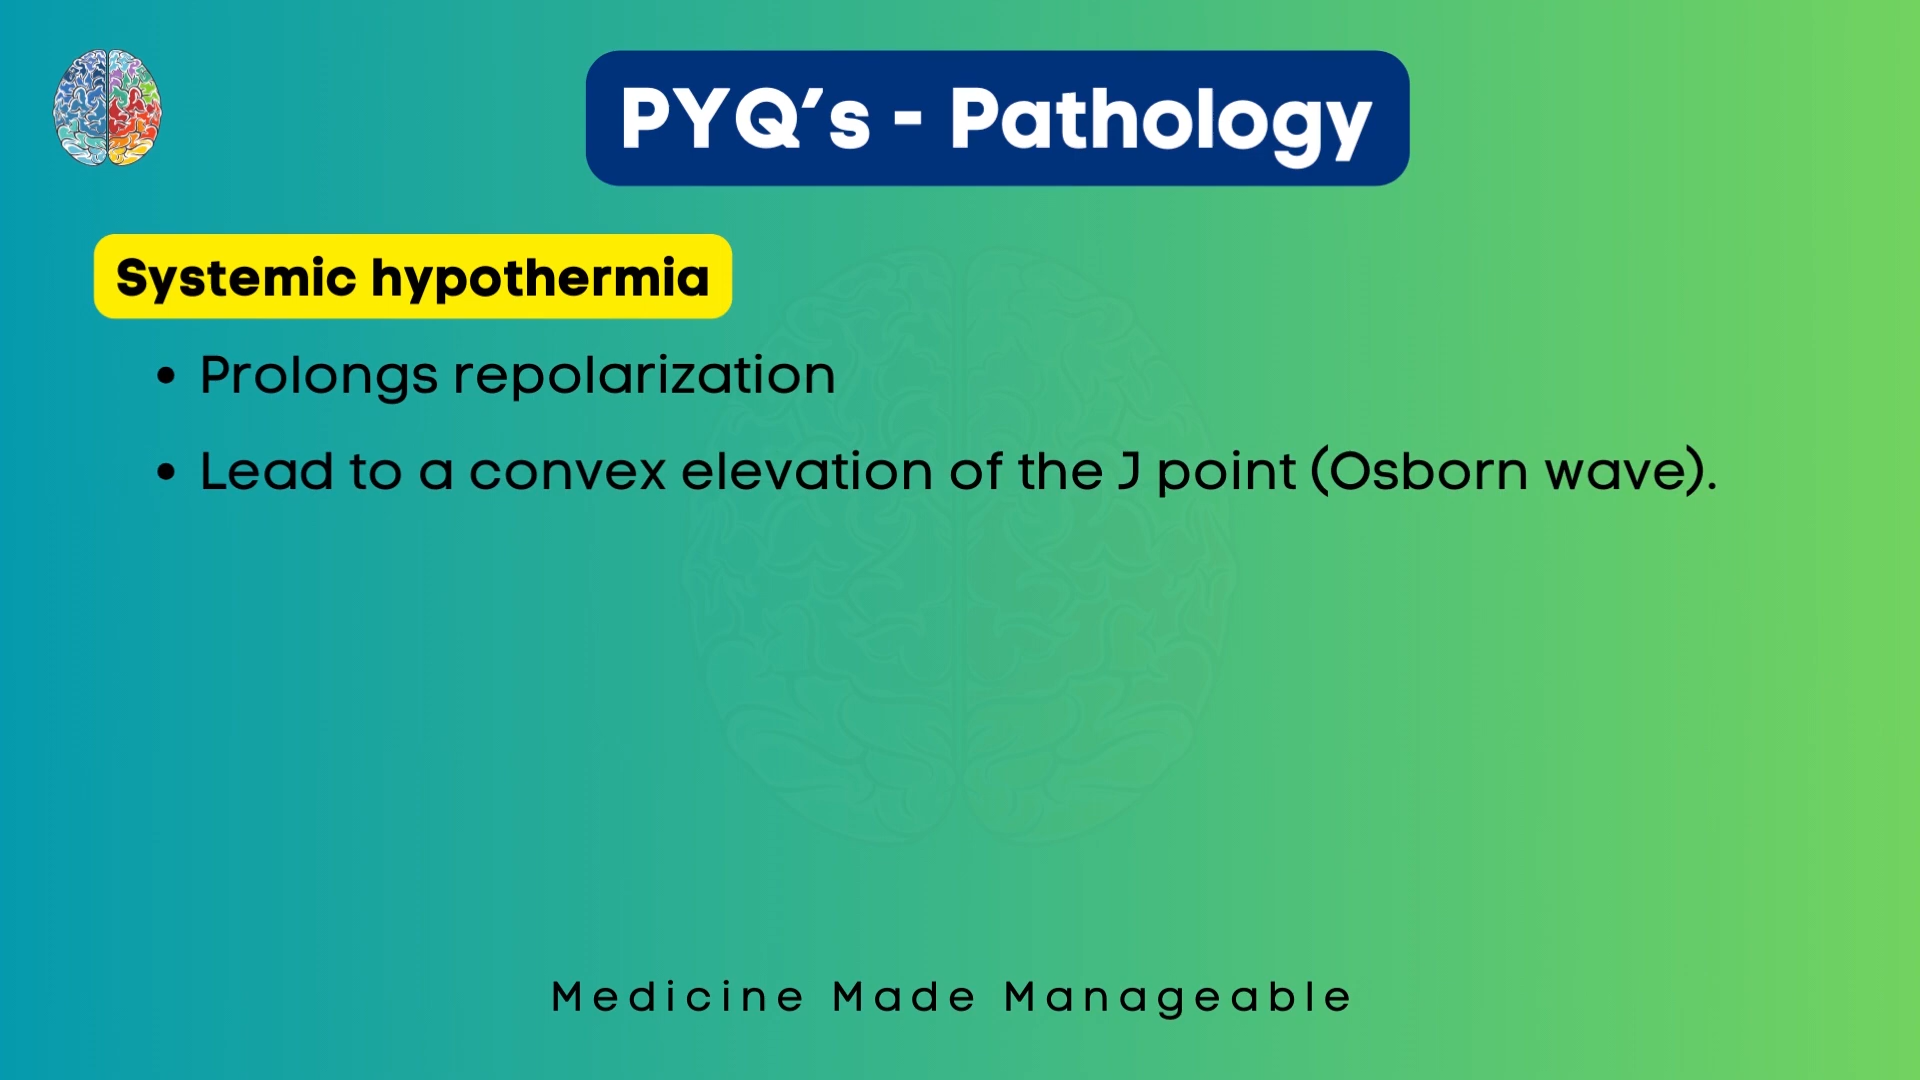 PYQ’s - Pathology
Systemic hypothermia
• Prolongs repolarization
• Lead to a convex elevation of the J point (Osborn wave).
Medicine Made Manageable